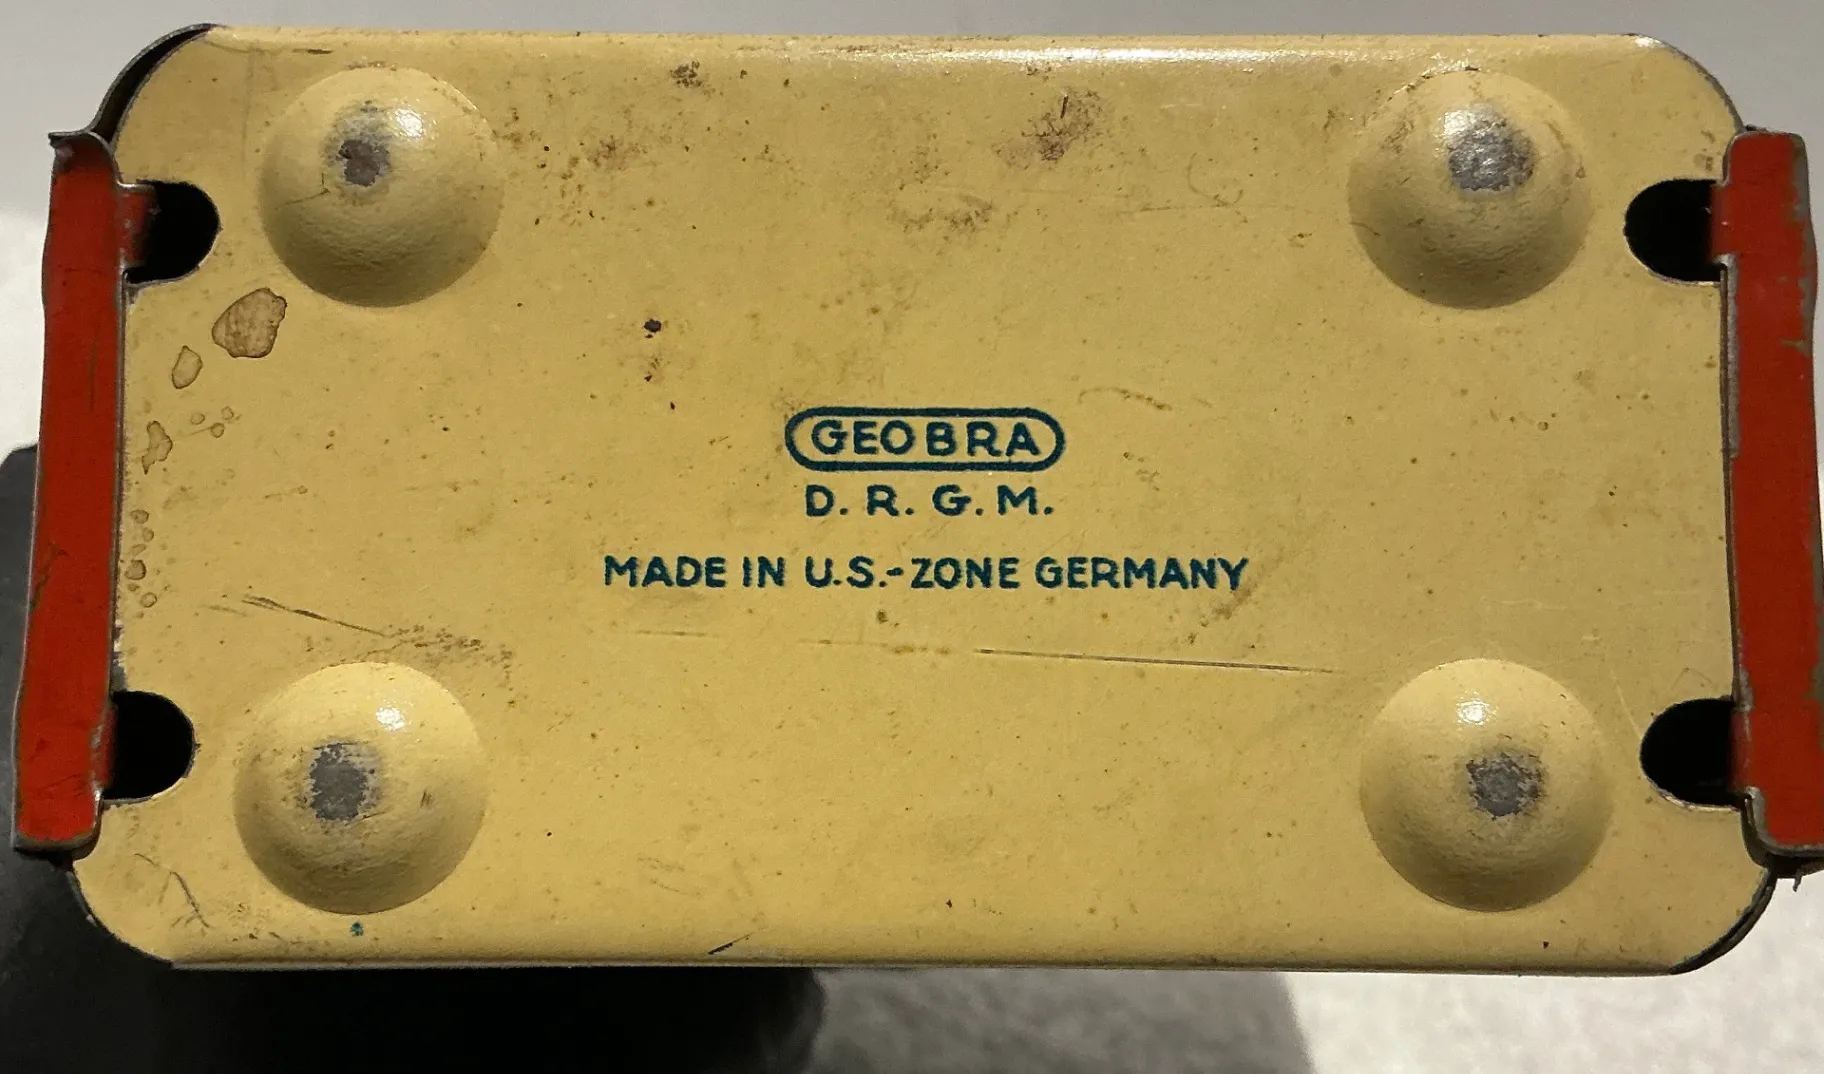 GEOBRA
D. R. G. M.
MADE IN U.S.-ZONE GERMANY